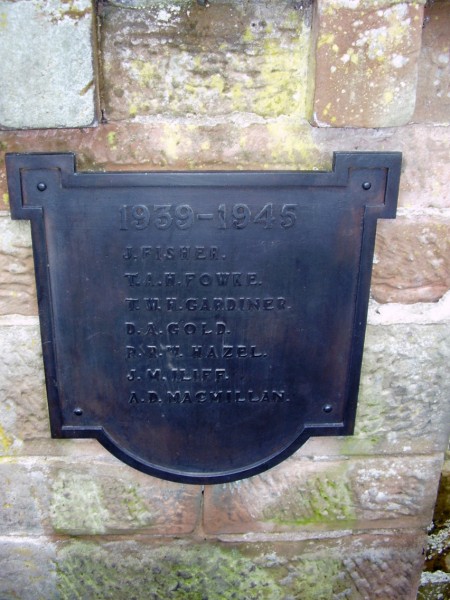 1939-1945
J. FISHER.
T.A.H. FOWKE.
T.W.H. GARDINER.
D.A. GOLD.
HAZEL.
J.M. ILIFF.
A.D. MACMILLAN.